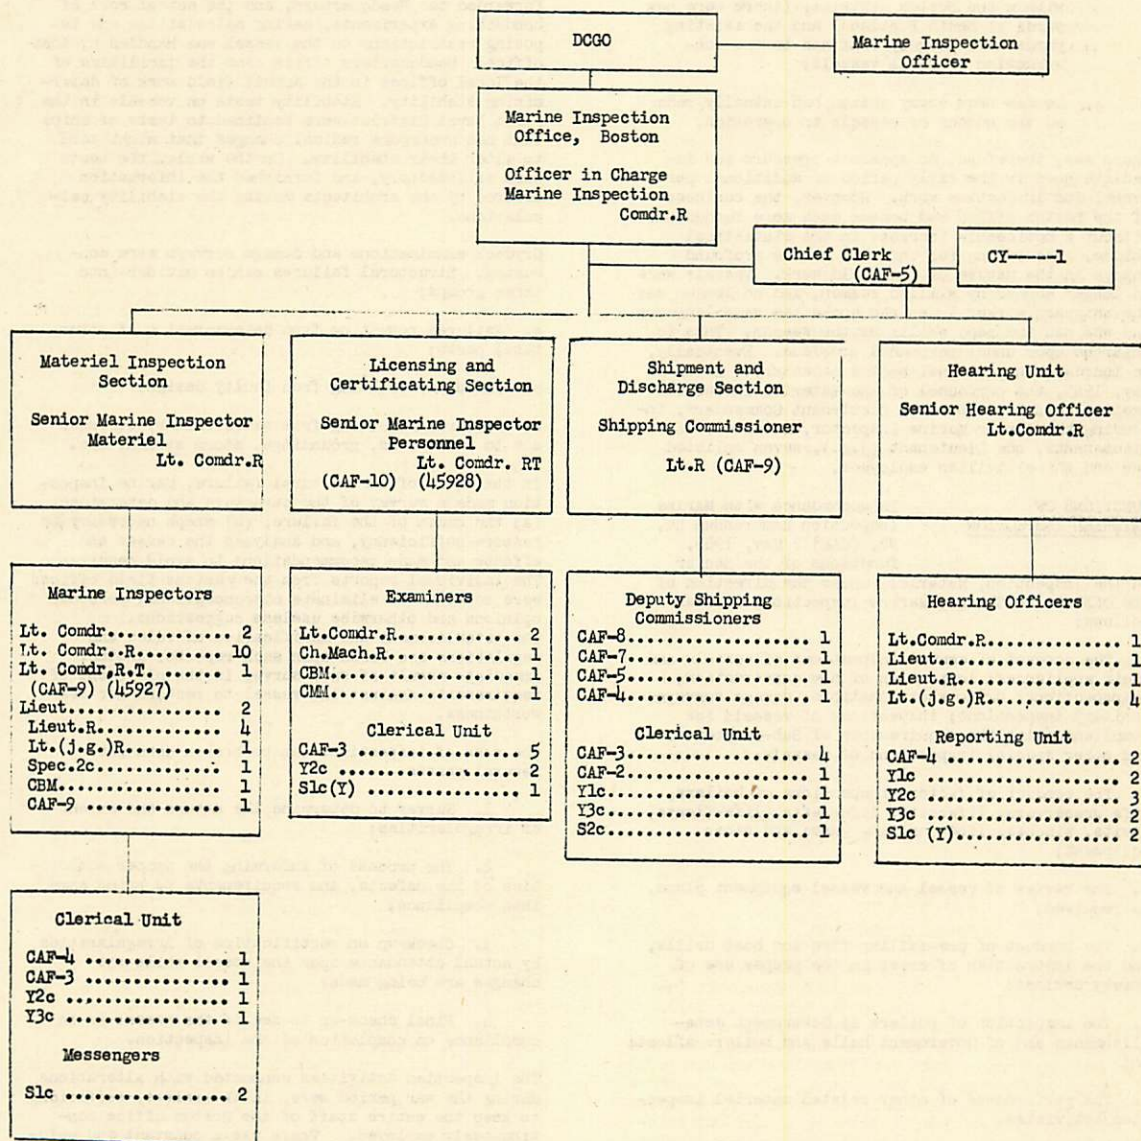 DCGO
Marine Inspection
Officer
Marine Inspection
Office, Boston
Officer in Charge
Marine Inspection
Comdr.R
Chief Clerk
(CAF-5)
CY-----1
Materiel Inspection
Section
Senior Marine Inspector
Materiel
Lt. Comdr.R
Licensing and
Certificating Section
Senior Marine Inspector
Personnel
Lt. Comdr. RT
(CAF-10) (45928)
Shipment and
Discharge Section
Shipping Commissioner
Lt.R (CAF-9)
Hearing Unit
Senior Hearing Officer
Lt.Comdr.R
Marine Inspectors
Lt. Comdr............. 2
Lt. Comdr..R.......... 10
Lt. Comdr,R.T......... 1
(CAF-9) (45927)
Lieut................. 2
Lieut.R............. 4
Lt.(j.g.)R.......... 1
Spec.2c............. 1
CBM................. 1
CAF-9 .............. 1
Examiners
Lt.Comdr.R............ 2
Ch.Mach.R............. 1
CBM................... 1
CMM................... 1
Clerical Unit
CAF-3 ................ 5
Y2c .................. 2
S1c(Y) ............... 1
Deputy Shipping
Commissioners
CAF-8................. 1
CAF-7................. 1
CAF-5................. 1
CAF-4................. 1
Clerical Unit
CAF-3................. 4
CAF-2................. 1
Y1c................... 1
Y3c................... 1
S2c................... 1
Hearing Officers
Lt.Comdr.R............ 1
Lieut................. 1
Lieut.R............... 1
Lt.(j.g.)R............ 4
Reporting Unit
CAF-4 ................ 1
Y1c .................. 2
Y2c .................. 3
Y3c .................. 2
S1c (Y) .............. 2
Clerical Unit
CAF-4 ................ 1
CAF-3 ................ 1
Y2c .................. 1
Y3c .................. 1
Messengers
S1c .................. 2